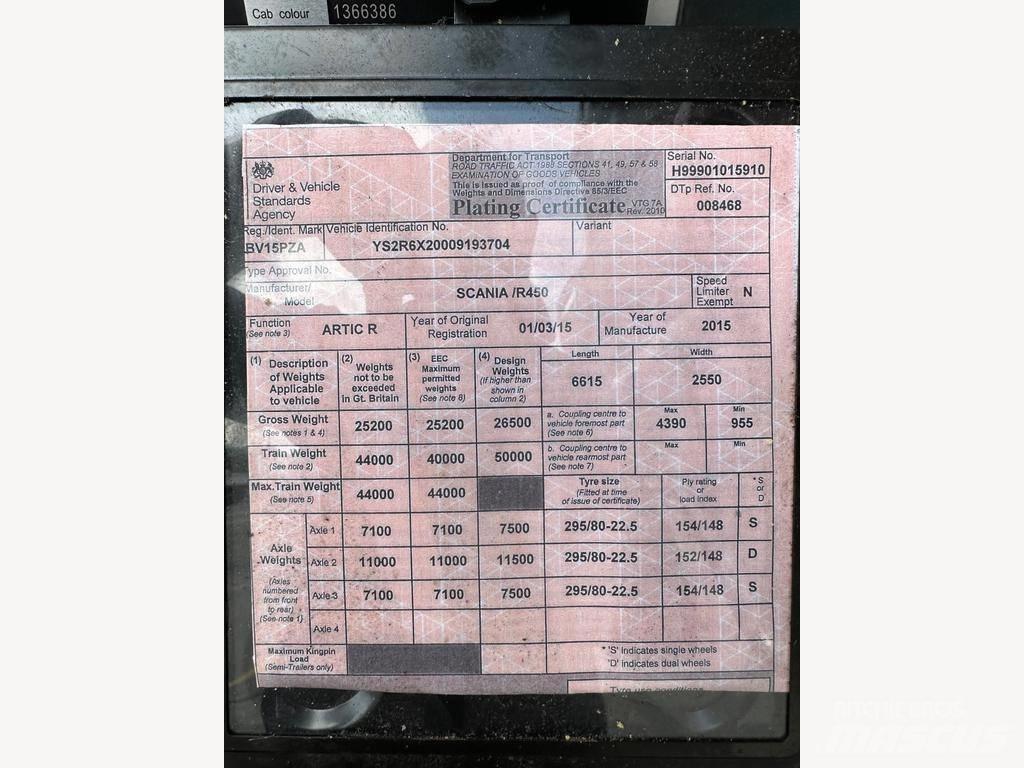 Cab colour 1366386
Driver & Vehicle
Standards
Agency
Department for Transport
ROAD TRAFFIC ACT 1988 SECTIONS 41, 49, 57 & 58
EXAMINATION OF GOODS VEHICLES
This is issued as proof of compliance with the
Weights and Dimensions Directive 85/3/EEC
Plating Certificate VTG 7A
Rev. 2010
Serial No.
H99901015910
DTp Ref. No.
008468
Reg./Ident. Mark
BV15PZA
Vehicle Identification No.
YS2R6X20009193704
Variant
Type Approval No.
Manufacturer/
Model
SCANIA /R450
Speed
Limiter
Exempt
N
Function
(See note 3)
ARTIC R
Year of Original
Registration
01/03/15
Year of
Manufacture
2015
(1) Description
of Weights
Applicable
to vehicle
(2) Weights
not to be
exceeded
in Gt. Britain
(3) EEC
Maximum
permitted
weights
(See note 8)
(4) Design
Weights
(If higher than
shown in
column 2)
Length
6615
Width
2550
Gross Weight
(See notes 1 & 4)
25200 25200 26500
a. Coupling centre to
vehicle foremost part
(See note 6)
Max
4390
Min
955
Train Weight
(See note 2)
44000 40000 50000
b. Coupling centre to
vehicle rearmost part
(See note 7)
Max
Min
Max.Train Weight
(See note 5)
44000 44000
Tyre size
(Fitted at time
of issue of certificate)
Ply rating
or
load index
* S
or
D
Axle
Weights
(Axles
numbered
from front
to rear)
(See note 1)
Axle 1 7100 7100 7500 295/80-22.5 154/148 S
Axle 2 11000 11000 11500 295/80-22.5 152/148 D
Axle 3 7100 7100 7500 295/80-22.5 154/148 S
Axle 4
Maximum Kingpin
Load
(Semi-Trailers only)
* 'S' Indicates single wheels
'D' indicates dual wheels
Tyre use conditions
RITCHIE BROS.
MASCUS